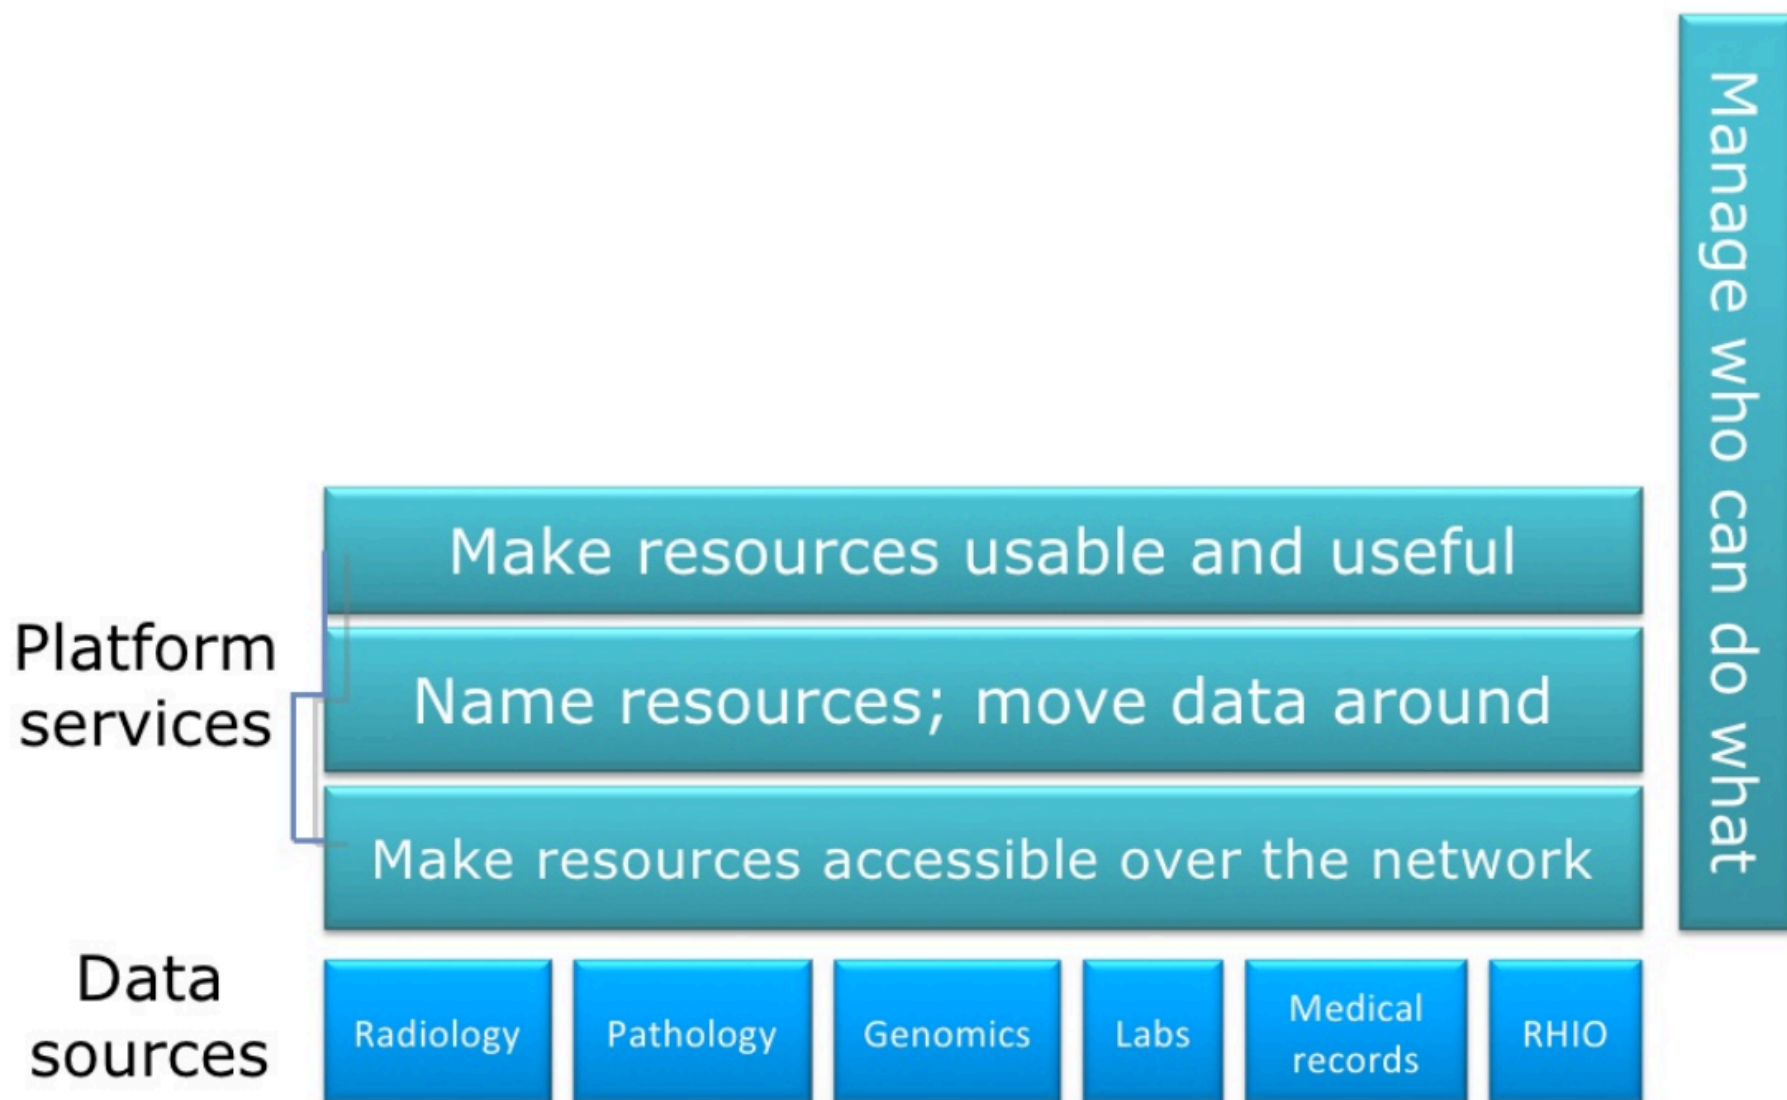 Manage who can do what
Make resources usable and useful
Platform
services
Name resources; move data around
Make resources accessible over the network
Data
sources
Radiology
Pathology
Genomics
Labs
Medical
records
RHIO